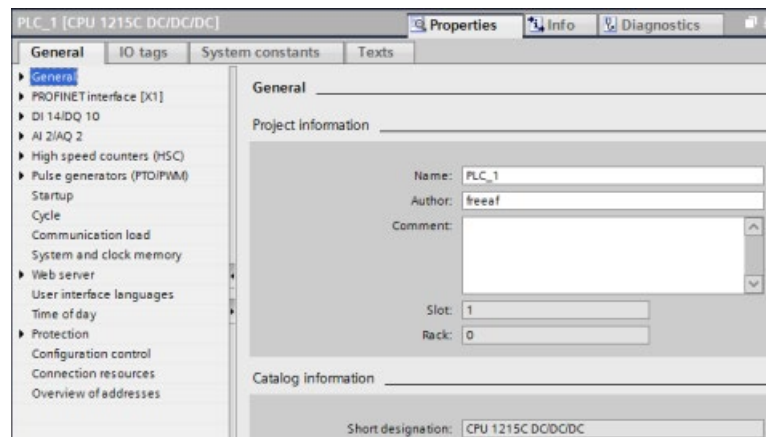 PLC_1 [CPU 1215C DC/DC/DC]
Properties
Info
Diagnostics
General
IO tags
System constants
Texts
General
PROFINET interface [X1]
DI 14/DQ 10
AI 2/AQ 2
High speed counters (HSC)
Pulse generators (PTO/PWM)
Startup
Cycle
Communication load
System and clock memory
Web server
User interface languages
Time of day
Protection
Configuration control
Connection resources
Overview of addresses
General
Project information
Name: PLC_1
Author: freeaf
Comment:
Slot: 1
Rack: 0
Catalog information
Short designation: CPU 1215C DC/DC/DC